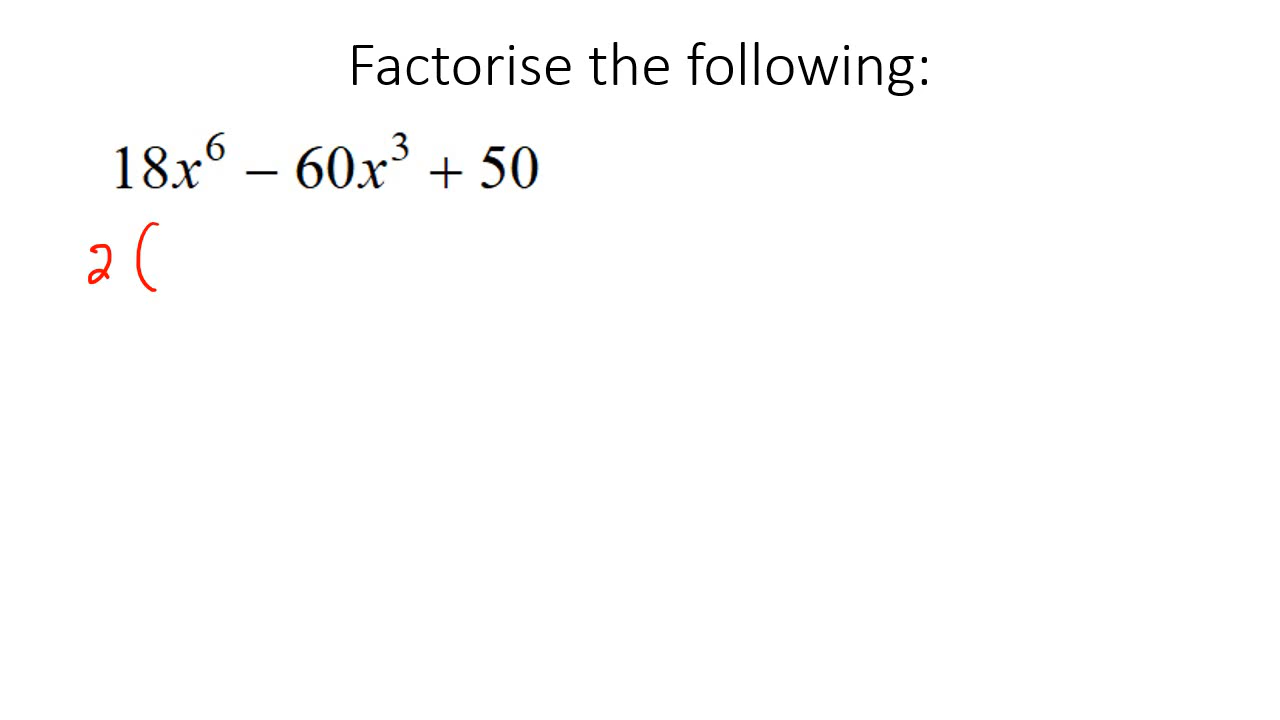 Factorise the following:
18x⁶ − 60x³ + 50
2 (